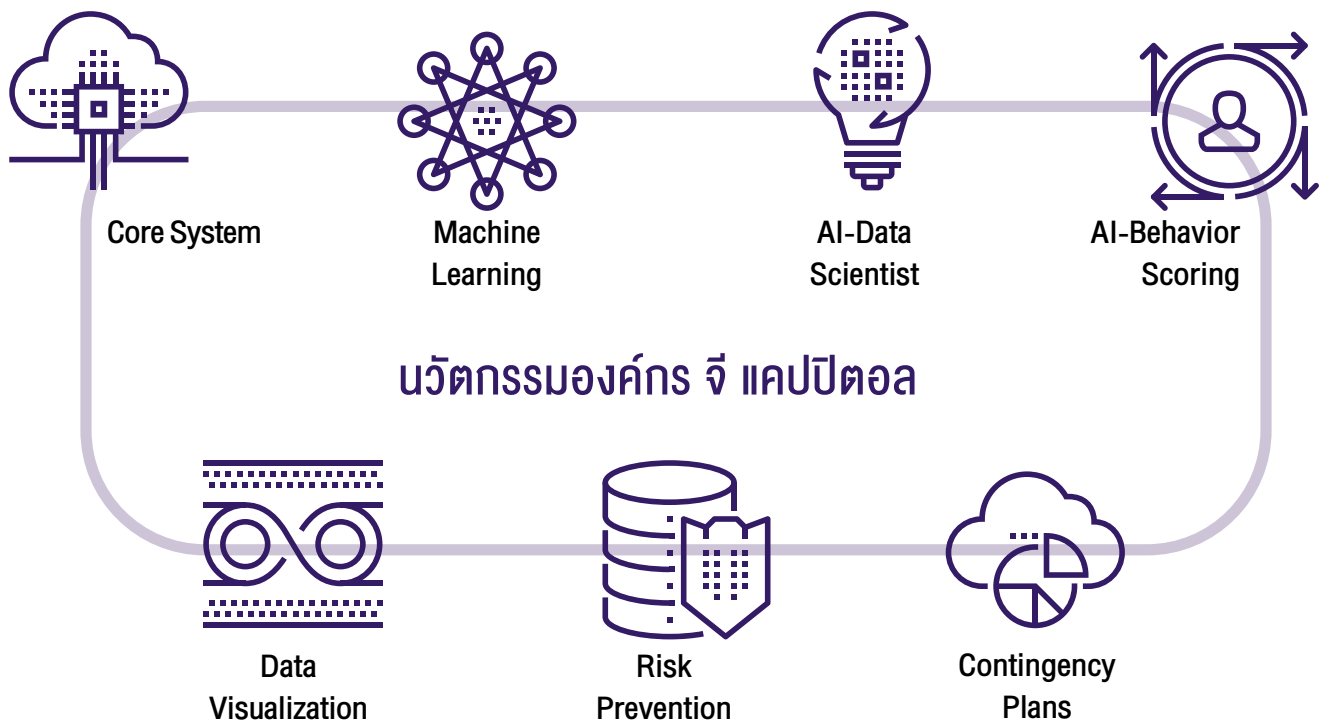 Core System
Machine
Learning
AI-Data
Scientist
AI-Behavior
Scoring
นวัตกรรมองค์กร จี แคปปิตอล
Data
Visualization
Risk
Prevention
Contingency
Plans